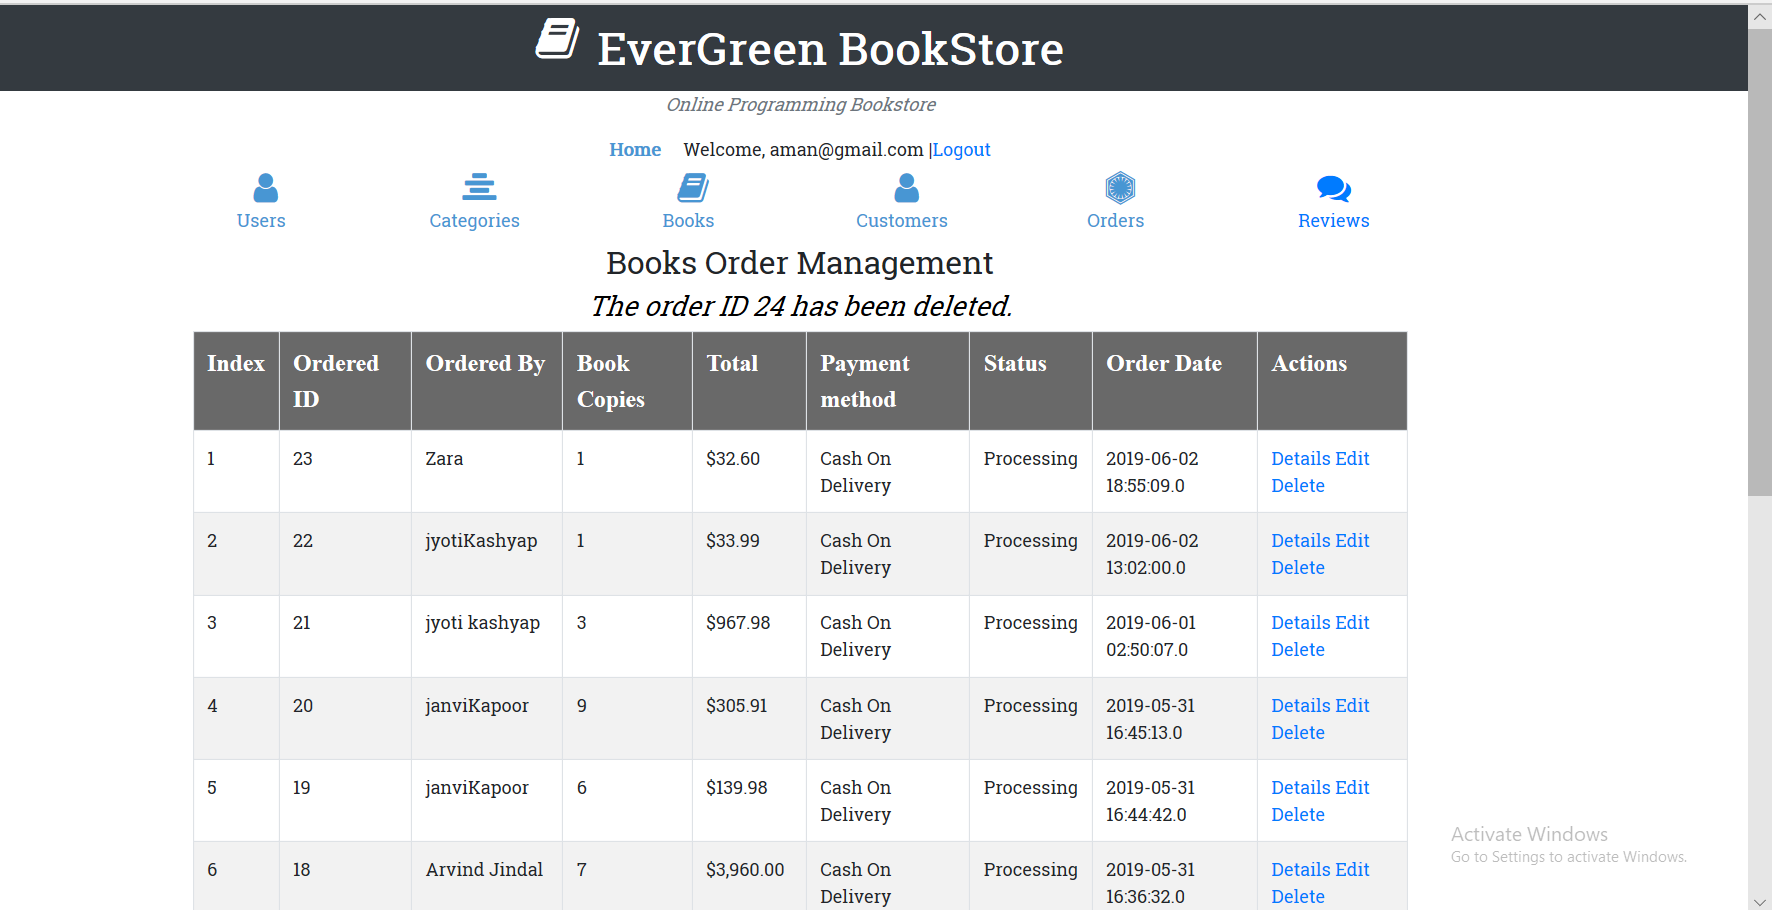 EverGreen BookStore
Online Programming Bookstore
Home Welcome, aman@gmail.com |Logout
Users Categories Books Customers Orders Reviews
Books Order Management
The order ID 24 has been deleted.
Index Ordered Ordered By Book Total Payment Status Order Date Actions
ID Copies method
1 23 Zara 1 $32.60 Cash On Processing 2019-06-02 Details Edit
Delivery 18:55:09.0 Delete
2 22 jyotiKashyap 1 $33.99 Cash On Processing 2019-06-02 Details Edit
Delivery 13:02:00.0 Delete
3 21 jyoti kashyap 3 $967.98 Cash On Processing 2019-06-01 Details Edit
Delivery 02:50:07.0 Delete
4 20 janviKapoor 9 $305.91 Cash On Processing 2019-05-31 Details Edit
Delivery 16:45:13.0 Delete
5 19 janviKapoor 6 $139.98 Cash On Processing 2019-05-31 Details Edit
Delivery 16:44:42.0 Delete
6 18 Arvind Jindal 7 $3,960.00 Cash On Processing 2019-05-31 Details Edit
Delivery 16:36:32.0 Delete
Activate Windows
Go to Settings to activate Windows.